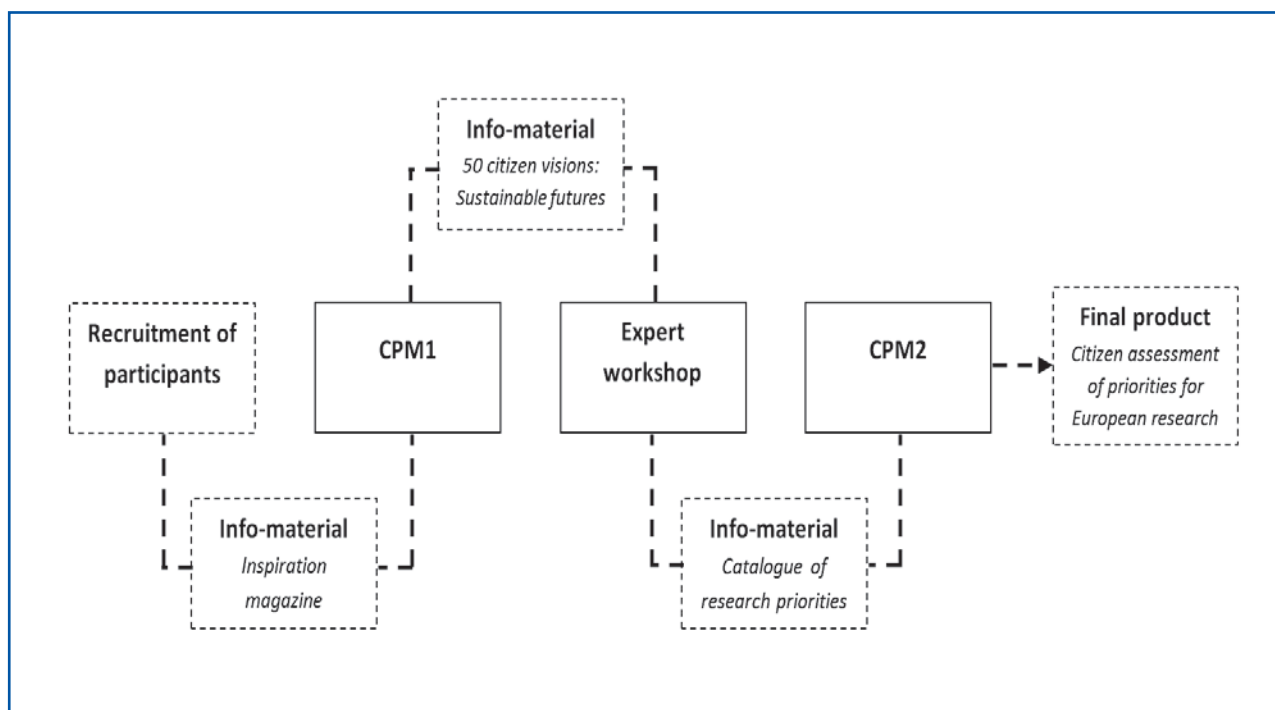 Info-material
50 citizen visions:
Sustainable futures
Recruitment of
participants
CPM1
Expert
workshop
CPM2
Final product
Citizen assessment
of priorities for
European research
Info-material
Inspiration
magazine
Info-material
Catalogue of
research priorities